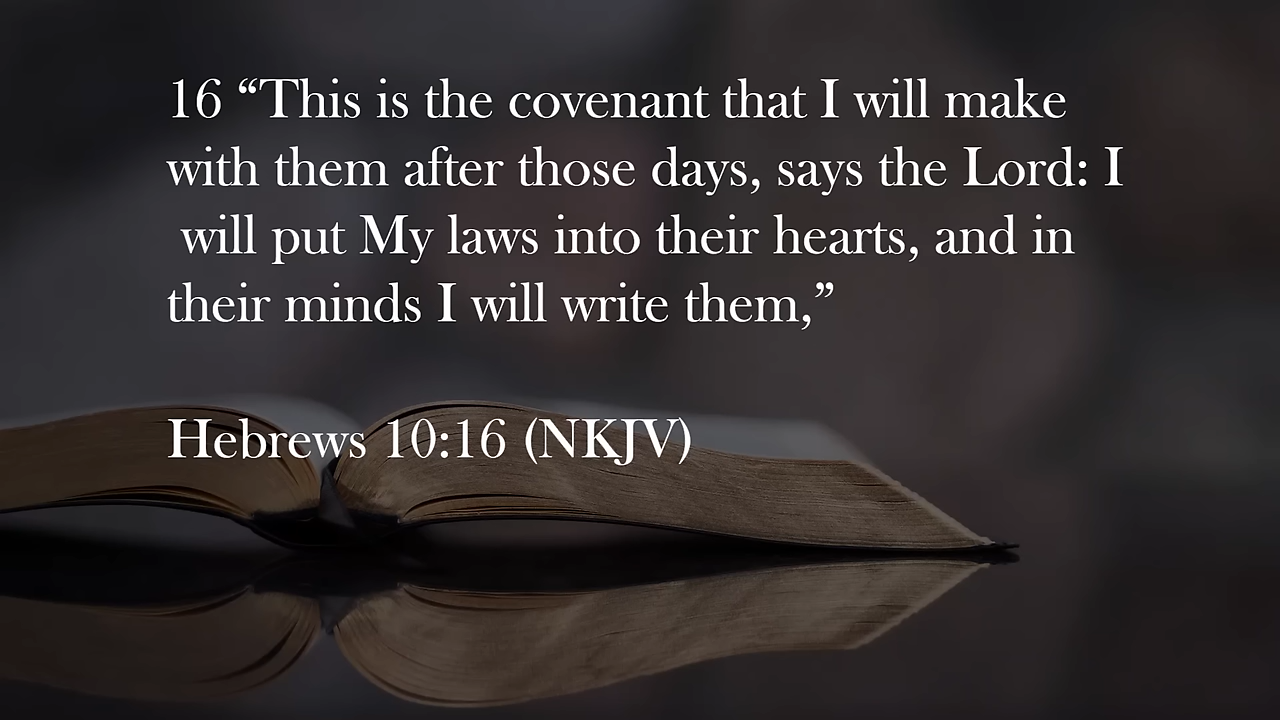 16 “This is the covenant that I will make
with them after those days, says the Lord: I
will put My laws into their hearts, and in
their minds I will write them,”
Hebrews 10:16 (NKJV)